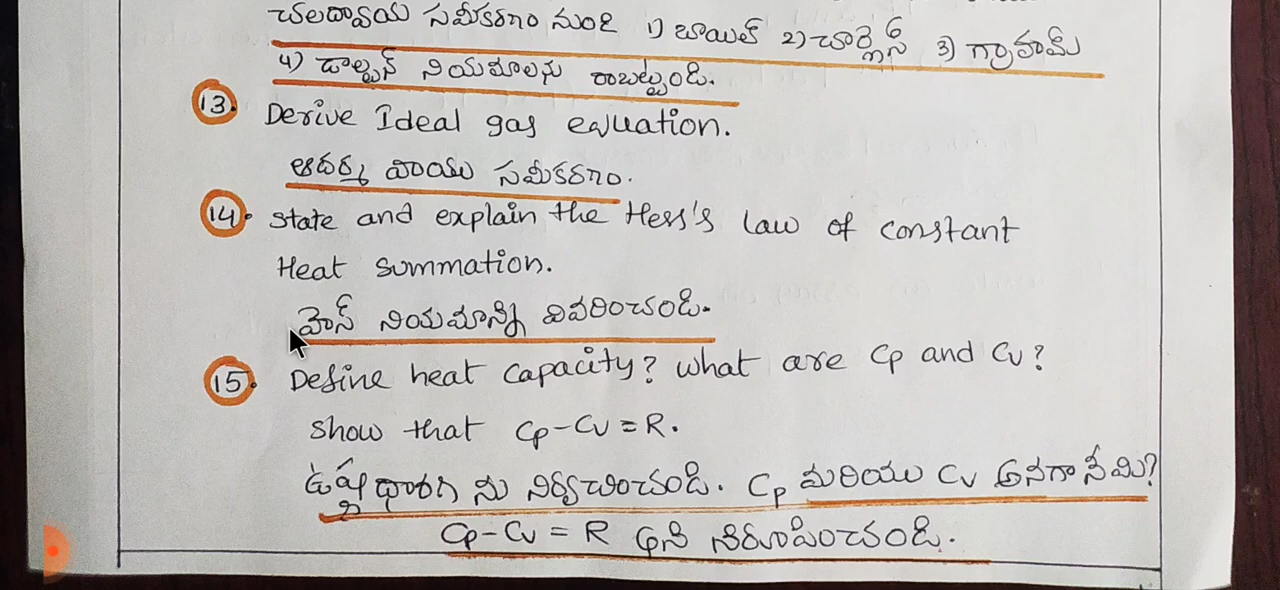 చలద్వాయ సమీకరణం నుండి 1) బాయిల్ 2) చార్లెస్ 3) గ్రాహమ్
4) డాల్టన్ నియమాలను రాబట్టండి.
13. Derive Ideal gas equation.
ఆదర్శ వాయు సమీకరణం.
14. State and explain the Hess's law of constant
Heat summation.
హెస్ నియమాన్ని వివరించండి.
15. Define heat capacity? what are Cp and Cv?
show that Cp-Cv=R.
ఉష్ణధారణ ను నిర్వచించండి. Cp మరియు Cv అనగానేమి?
Cp-Cv = R అని నిరూపించండి.